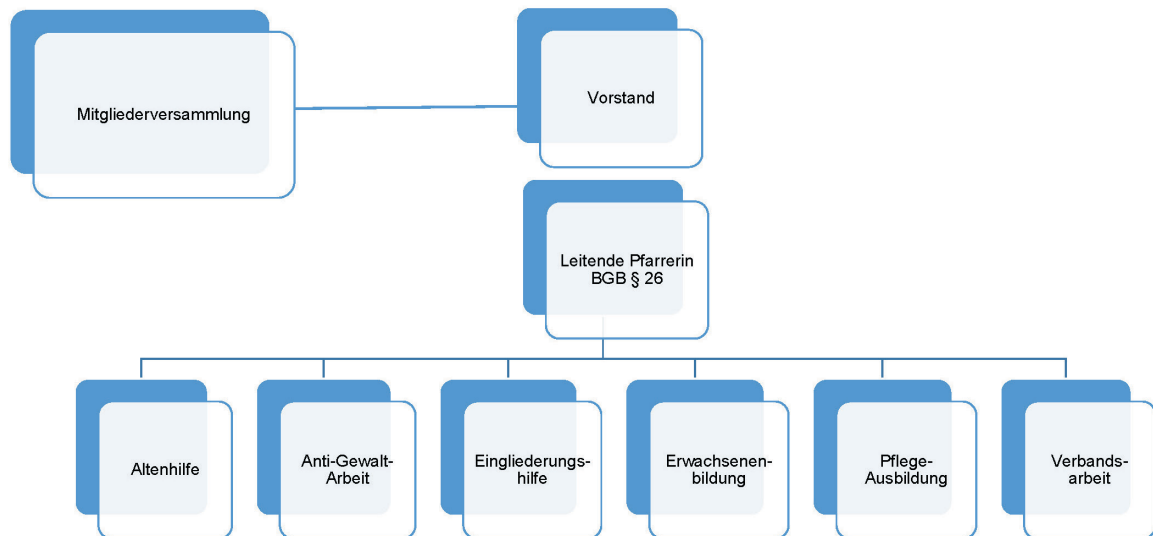 Mitgliederversammlung
Vorstand
Leitende Pfarrerin
BGB § 26
Altenhilfe
Anti-Gewalt-
Arbeit
Eingliederungs-
hilfe
Erwachsenen-
bildung
Pflege-
Ausbildung
Verbands-
arbeit